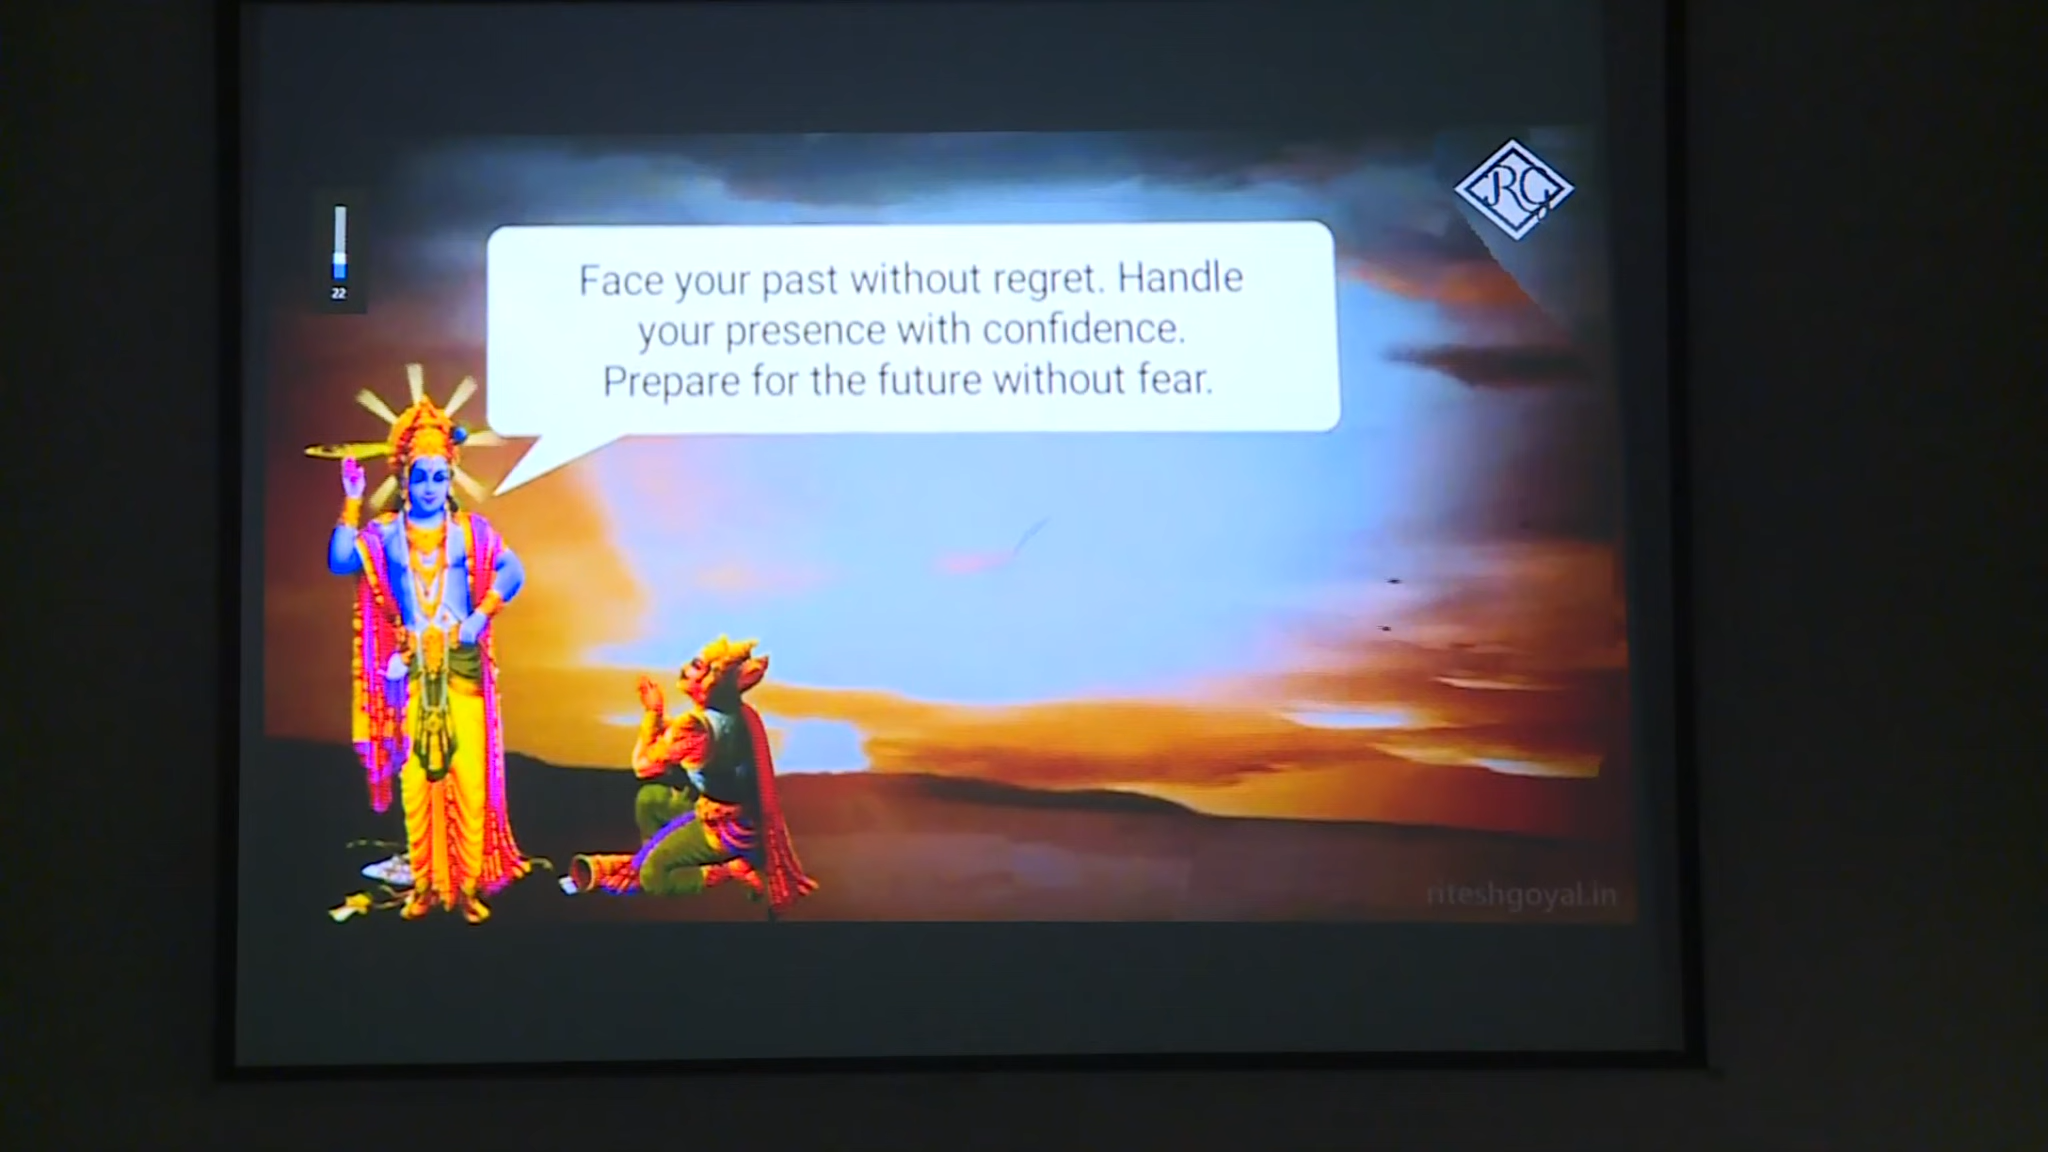 RG
22
Face your past without regret. Handle
your presence with confidence.
Prepare for the future without fear.
riteshgoyal.in